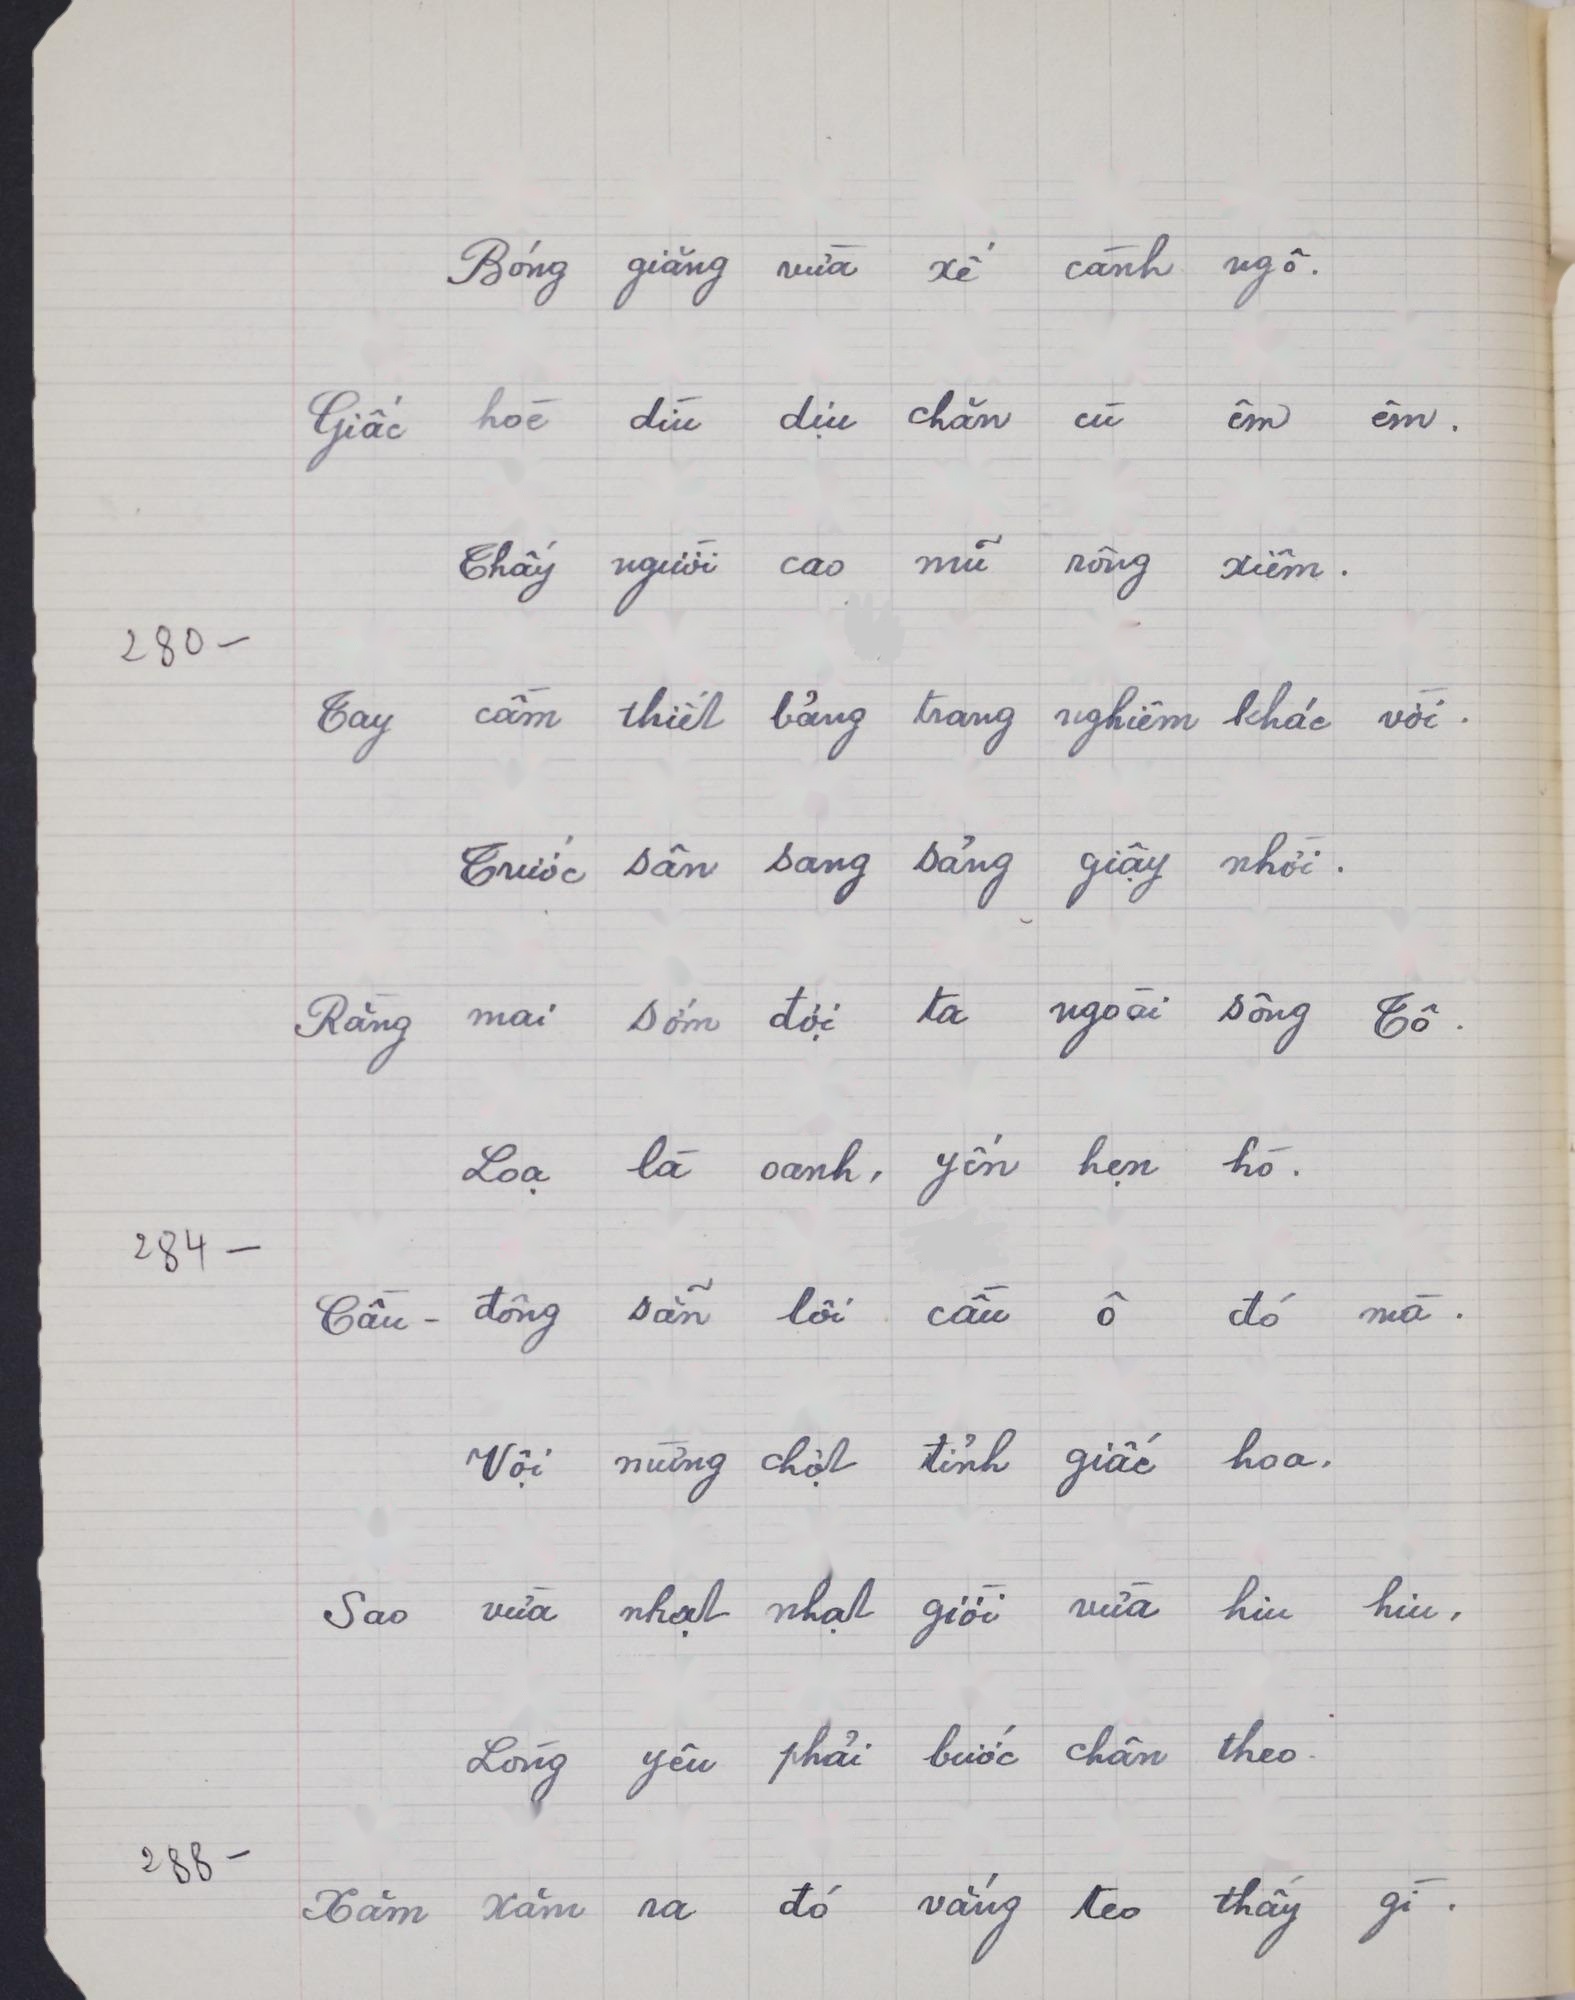 Bóng giăng vừa xế cành ngô.
Giấc hoè dìu dịu chăn cù êm êm.
Thấy người cao mũ rông xiêm.
280-
Tay cầm thiết bảng trang nghiêm khác vời.
Trước sân sang sảng giậy nhời.
Rằng mai sớm đợi ta ngoài sông Tô.
Loạ là oanh, yến hẹn hò.
284-
Cầu- đông sẵn lối cầu ô đó mà.
Vội mừng chợt tỉnh giấc hoa.
Sao vừa nhạt nhạt giời vừa hiu hiu,
Lòng yêu phải bước chân theo.
288-
Xăm xăm ra đó vắng teo thấy gì.